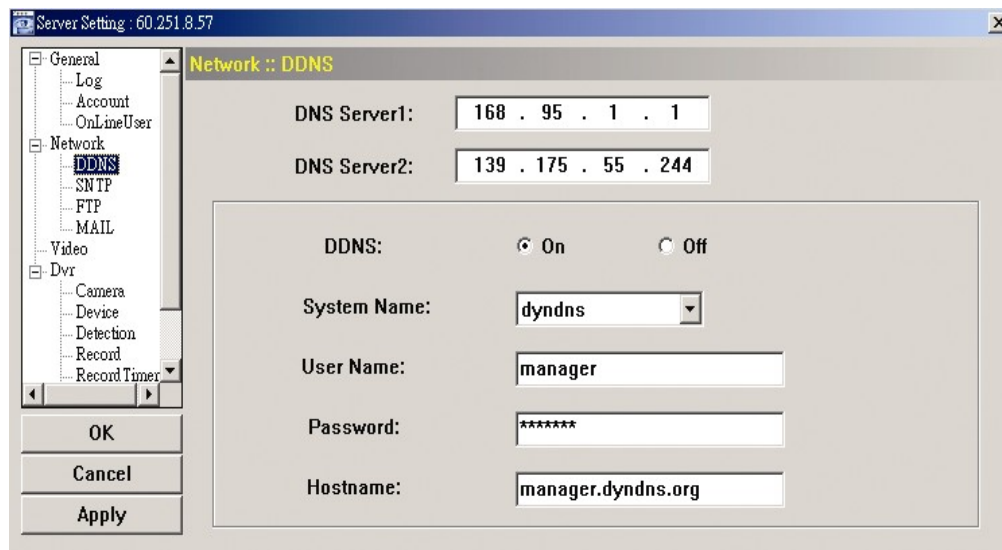 Server Setting : 60.251.8.57
General
Log
Account
OnLineUser
Network
DDNS
SNTP
FTP
MAIL
Video
Dvr
Camera
Device
Detection
Record
Record Timer
OK
Cancel
Apply
Network :: DDNS
DNS Server1: 168 . 95 . 1 . 1
DNS Server2: 139 . 175 . 55 . 244
DDNS: On Off
System Name: dyndns
User Name: manager
Password: *******
Hostname: manager.dyndns.org